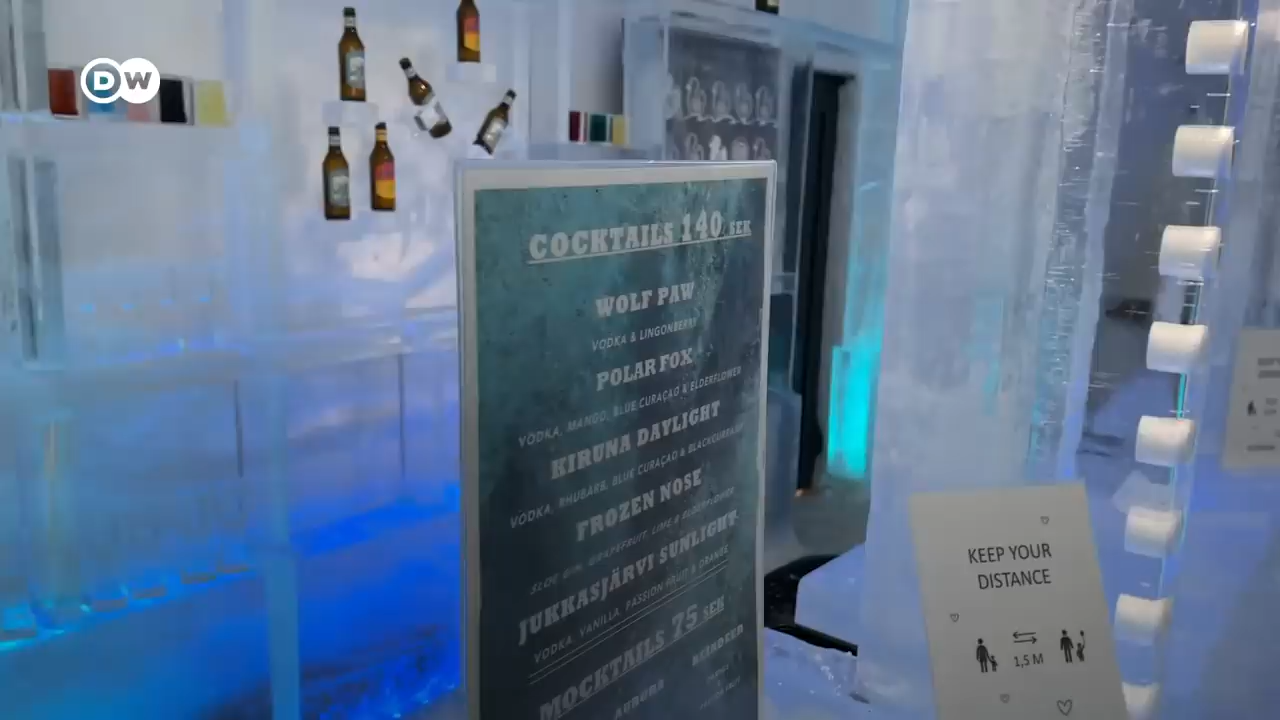 DW
COCKTAILS 140 SEK
WOLF PAW
VODKA & LINGONBERRY
POLAR FOX
VODKA, MANGO, BLUE CURAÇAO & ELDERFLOWER
KIRUNA DAYLIGHT
VODKA, RHUBARB, BLUE CURAÇAO & BLACKCURRANT
FROZEN NOSE
SLOE GIN, GRAPEFRUIT, LIME & ELDERFLOWER
JUKKASJÄRVI SUNLIGHT
VODKA, VANILLA, PASSION FRUIT & ORANGE
MOCKTAILS 75 SEK
AURORA
REINDEER
KEEP YOUR
DISTANCE
1,5 M